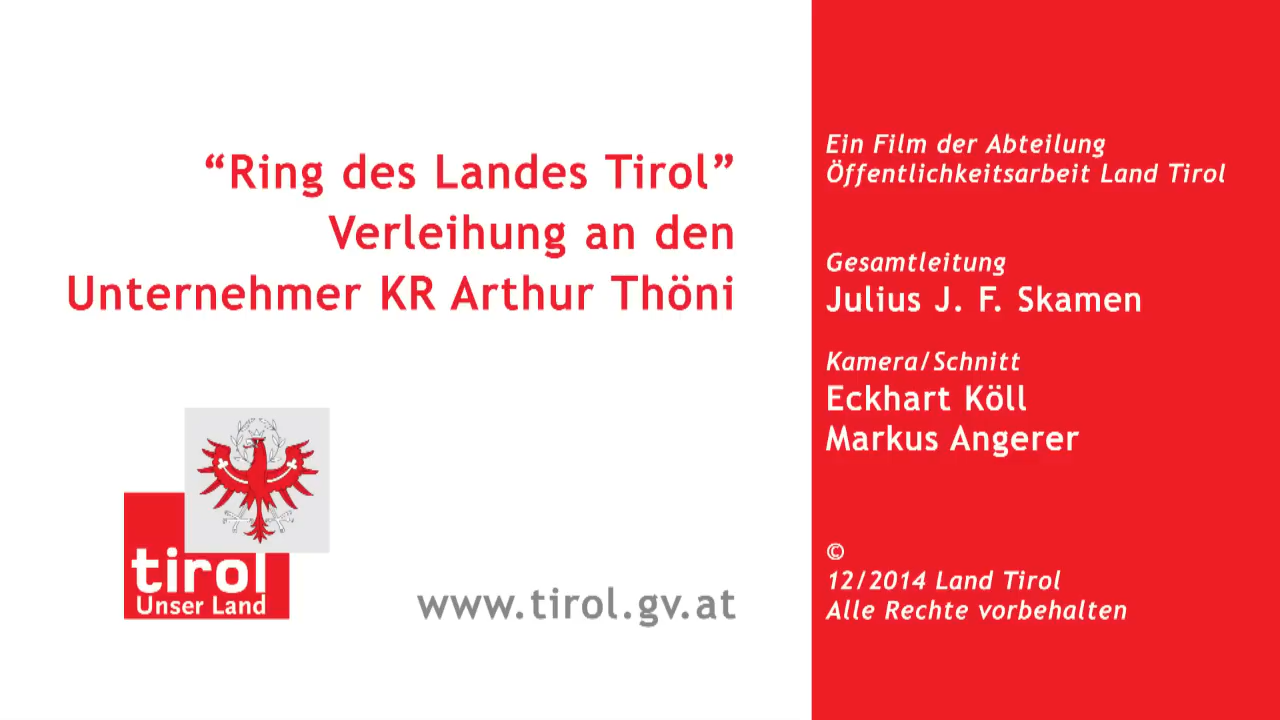 “Ring des Landes Tirol”
Verleihung an den
Unternehmer KR Arthur Thöni
tirol
Unser Land
www.tirol.gv.at
Ein Film der Abteilung
Öffentlichkeitsarbeit Land Tirol
Gesamtleitung
Julius J. F. Skamen
Kamera/Schnitt
Eckhart Köll
Markus Angerer
©
12/2014 Land Tirol
Alle Rechte vorbehalten